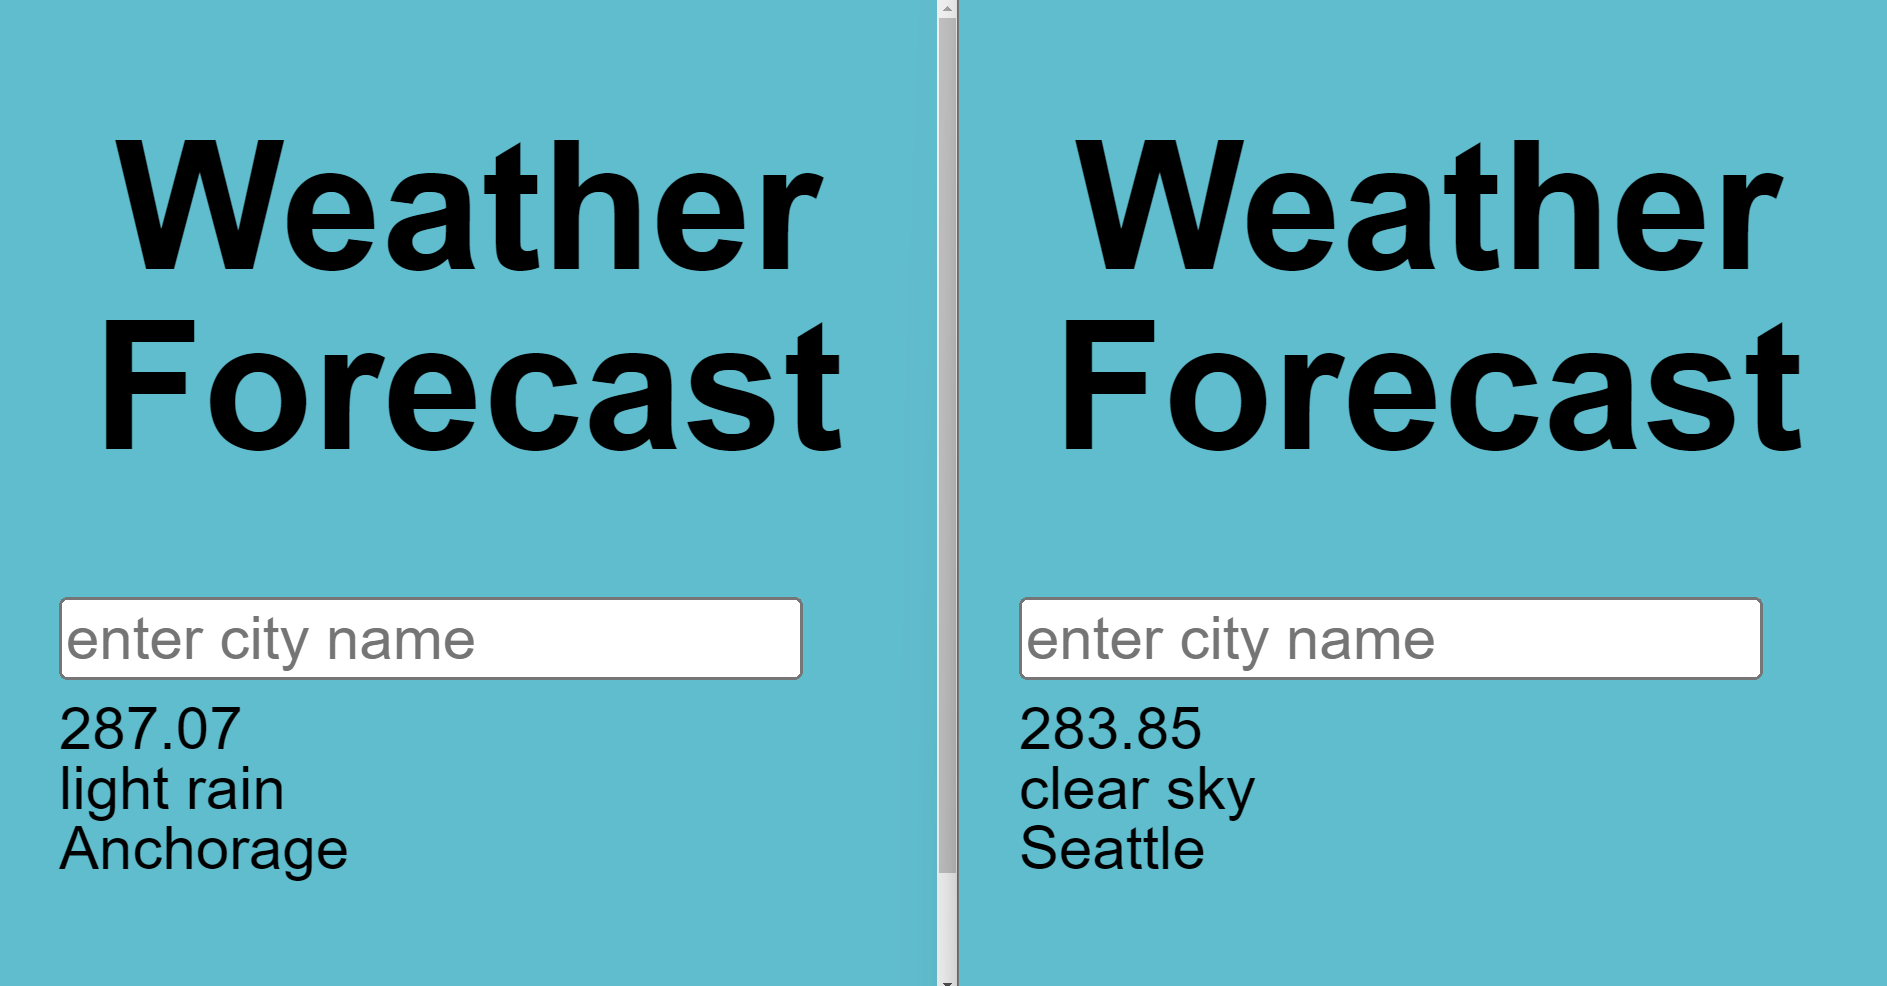 Weather
Forecast
enter city name
287.07
light rain
Anchorage
Weather
Forecast
enter city name
283.85
clear sky
Seattle